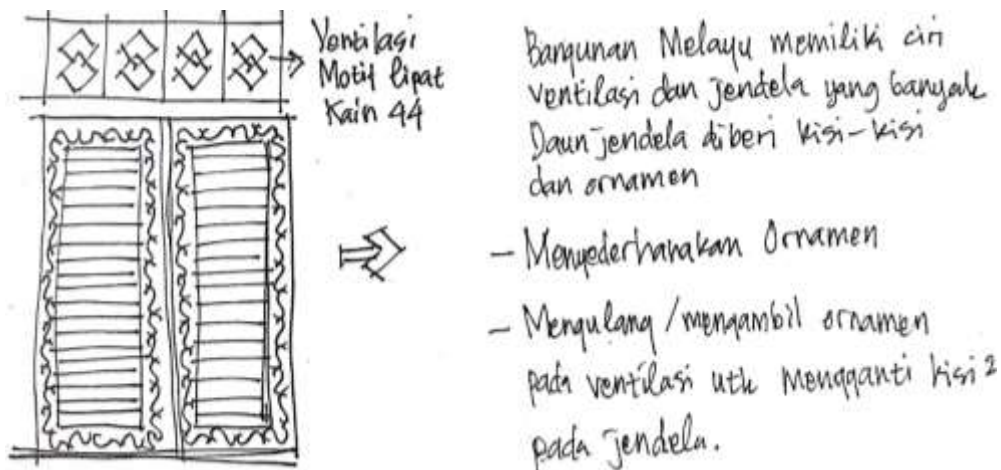 Ventilasi
Motif lipat
Kain 44
Bangunan Melayu memiliki ciri
ventilasi dan jendela yang banyak
Daun jendela diberi kisi-kisi
dan ornamen
- Menyederhanakan Ornamen
- Mengulang/mengambil ornamen
pada ventilasi utk mengganti kisi²
pada jendela.